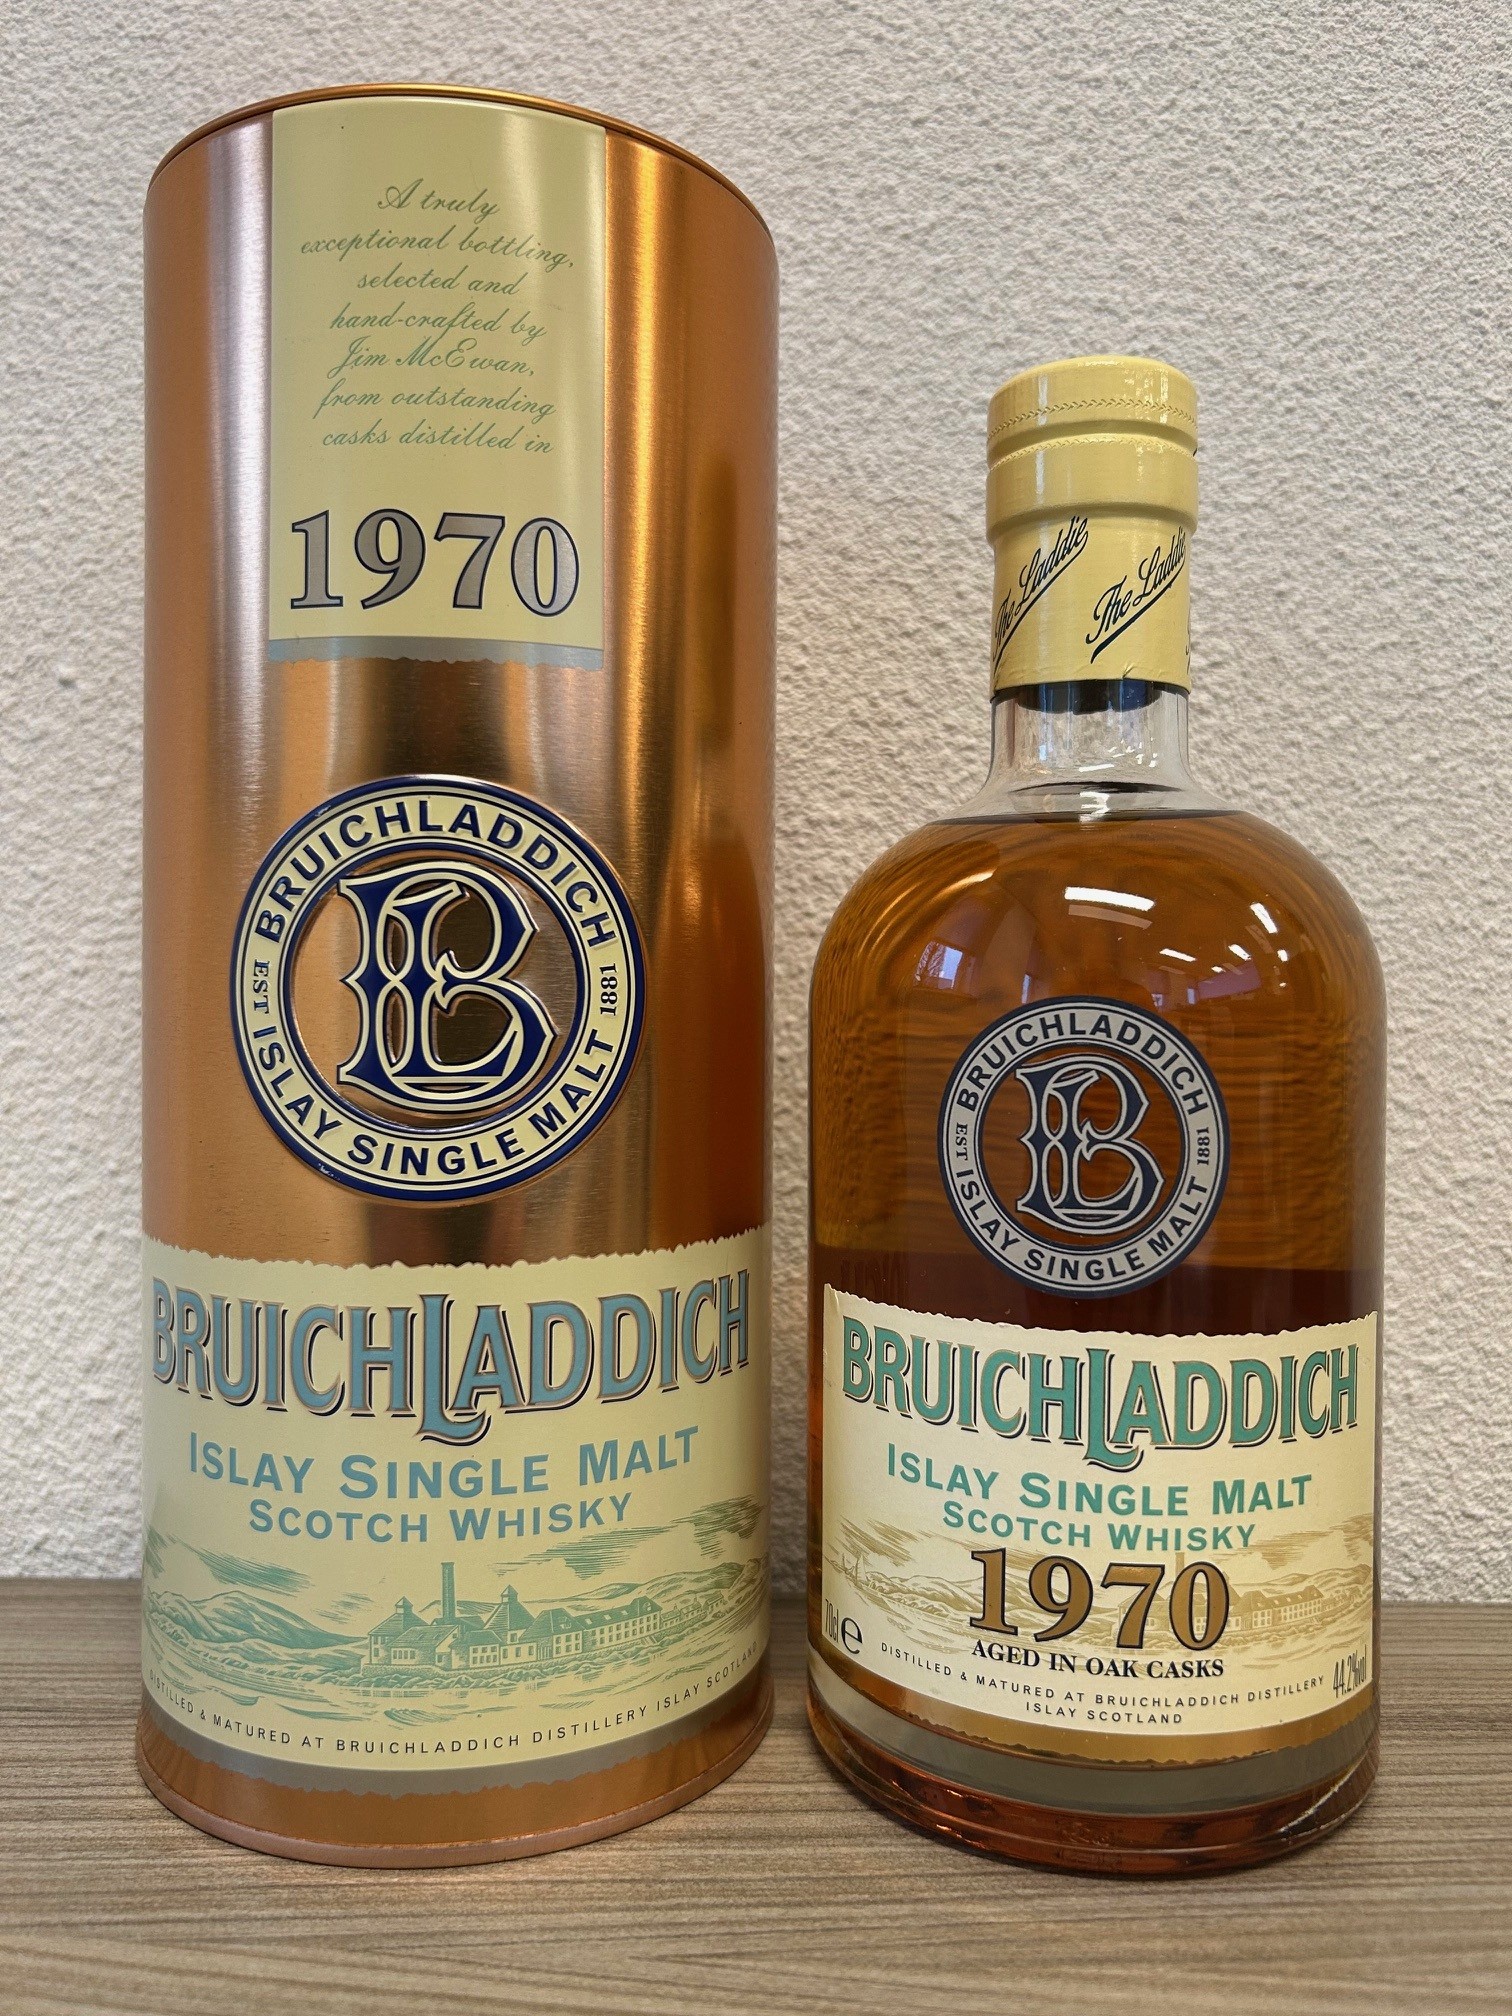 A truly
exceptional bottling,
selected and
hand-crafted by
Jim McEwan,
from outstanding
casks distilled in
1970
BRUICHLADDICH
EST 1881
ISLAY SINGLE MALT
B
BRUICHLADDICH
ISLAY SINGLE MALT
SCOTCH WHISKY
DISTILLED & MATURED AT BRUICHLADDICH DISTILLERY ISLAY SCOTLAND
The Laddie
The Laddie
BRUICHLADDICH
EST 1881
ISLAY SINGLE MALT
B
BRUICHLADDICH
ISLAY SINGLE MALT
SCOTCH WHISKY
1970
AGED IN OAK CASKS
70cl e
DISTILLED & MATURED AT BRUICHLADDICH DISTILLERY
ISLAY SCOTLAND
44.2%vol